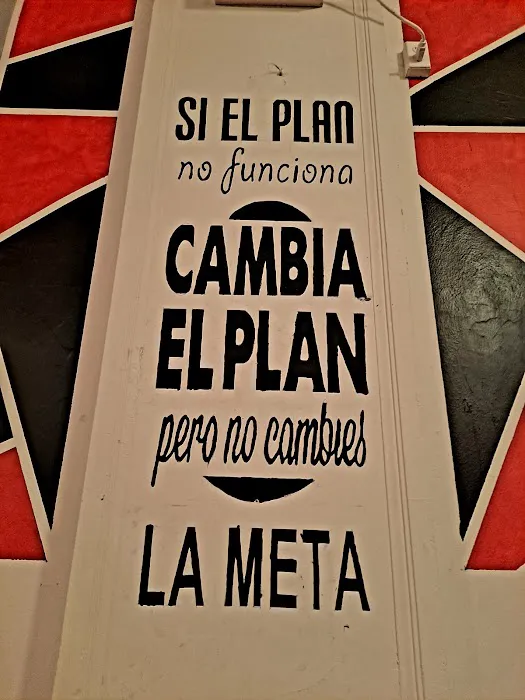 SI EL PLAN
no funciona
CAMBIA
EL PLAN
pero no cambies
LA META